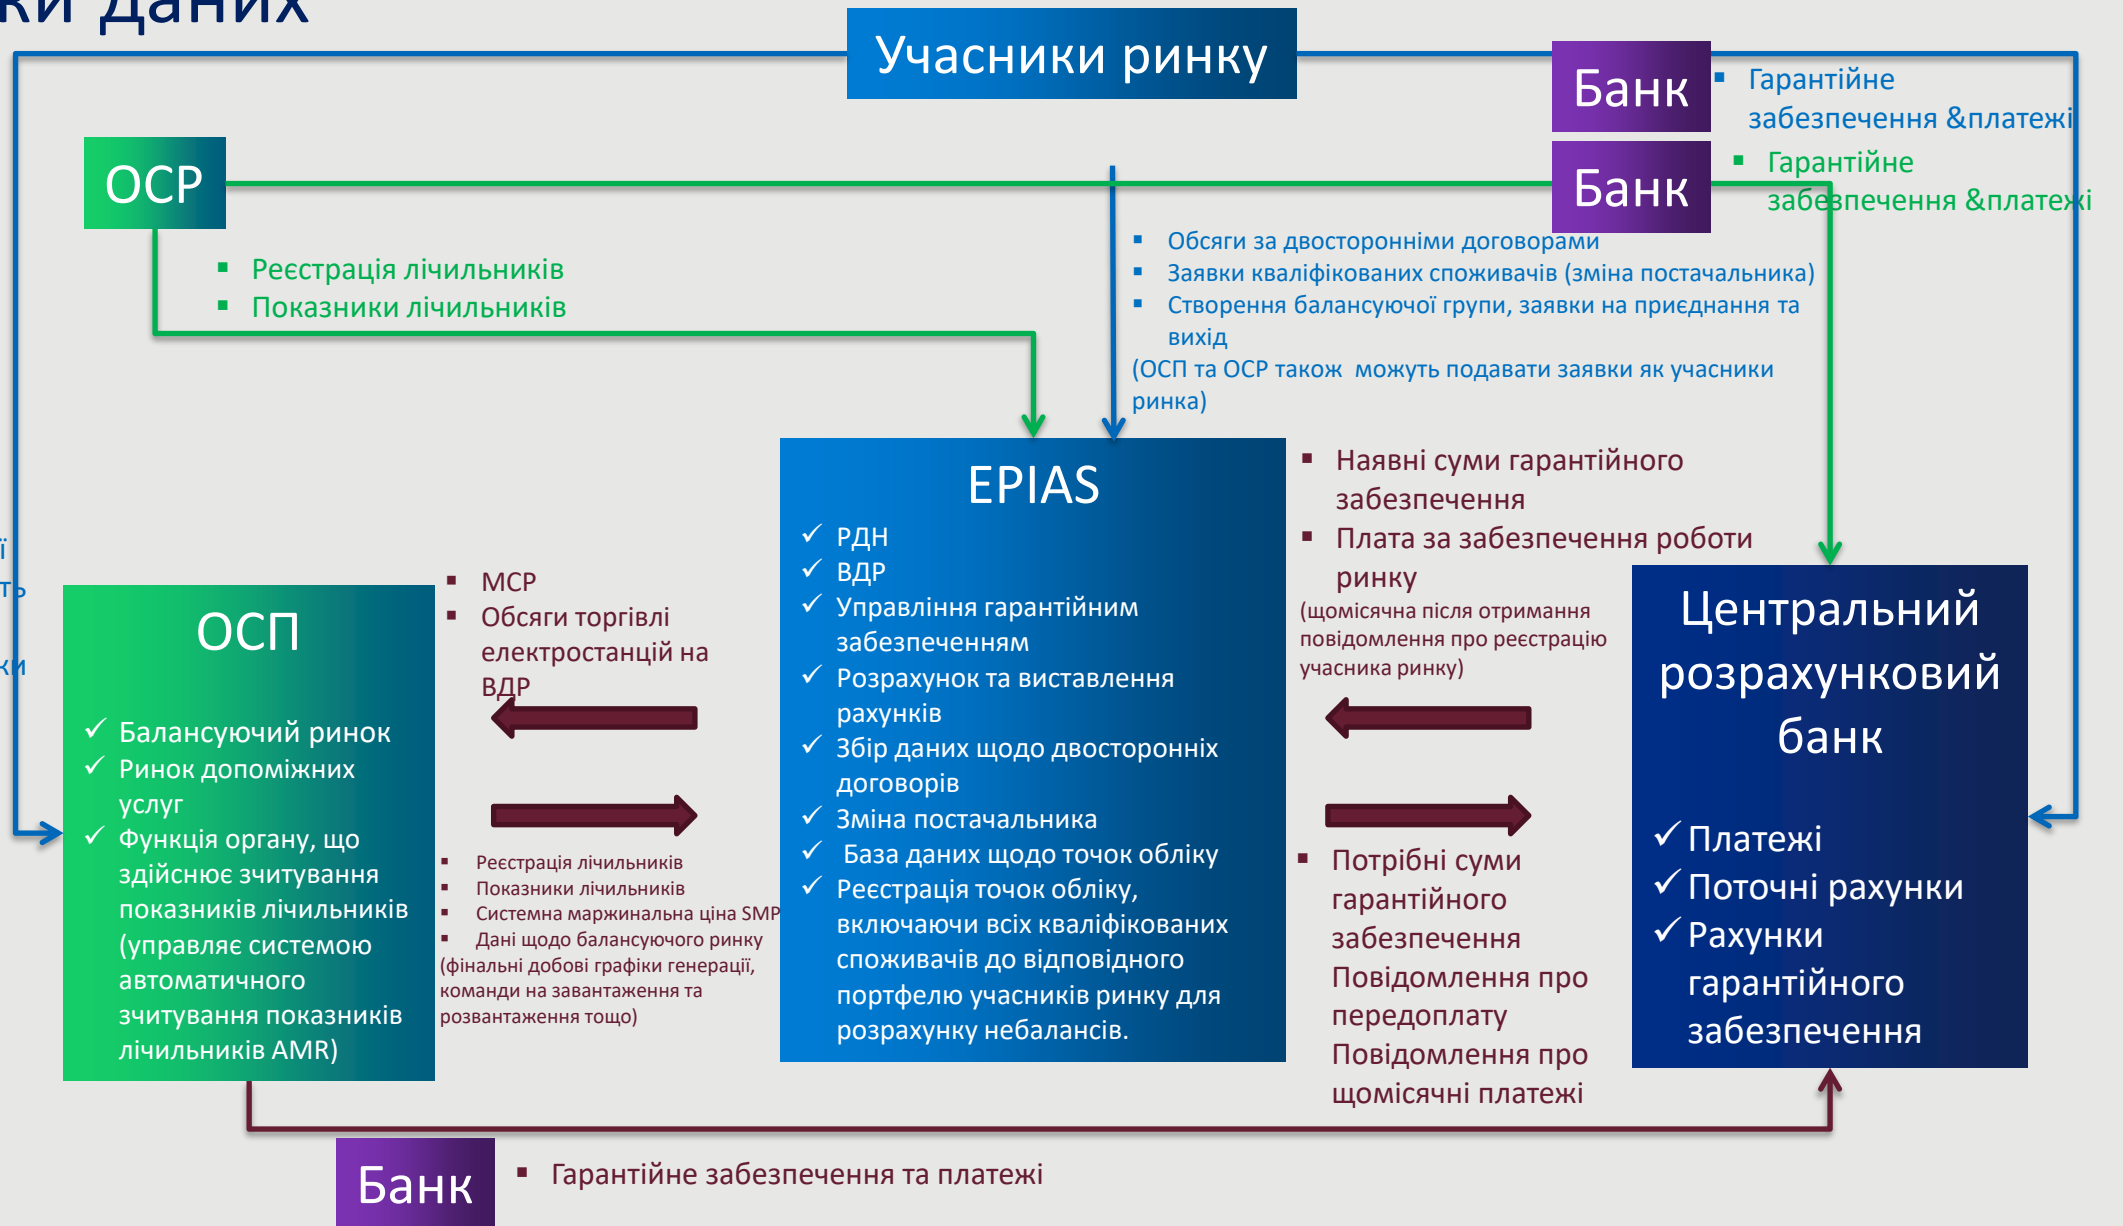 ки даних
Учасники ринку
Банк
Гарантійне
забезпечення &платежі
ОСР
Банк
Гарантійне
забезпечення &платежі
Реєстрація лічильників
Показники лічильників
Обсяги за двосторонніми договорами
Заявки кваліфікованих споживачів (зміна постачальника)
Створення балансуючої групи, заявки на приєднання та
вихід
(ОСП та ОСР також можуть подавати заявки як учасники
ринка)
ї
ть
ки
ОСП
Балансуючий ринок
Ринок допоміжних
услуг
Функція органу, що
здійснює зчитування
показників лічильників
(управляє системою
автоматичного
зчитування показників
лічильників AMR)
МСР
Обсяги торгівлі
електростанцій на
ВДР
Реєстрація лічильників
Показники лічильників
Системна маржинальна ціна SMP
Дані щодо балансуючого ринку
(фінальні добові графіки генерації,
команди на завантаження та
розвантаження тощо)
EPIAS
РДН
ВДР
Управління гарантійним
забезпеченням
Розрахунок та виставлення
рахунків
Збір даних щодо двосторонніх
договорів
Зміна постачальника
База даних щодо точок обліку
Реєстрація точок обліку,
включаючи всіх кваліфікованих
споживачів до відповідного
портфелю учасників ринку для
розрахунку небалансів.
Наявні суми гарантійного
забезпечення
Плата за забезпечення роботи
ринку
(щомісячна після отримання
повідомлення про реєстрацію
учасника ринку)
Потрібні суми
гарантійного
забезпечення
Повідомлення про
передоплату
Повідомлення про
щомісячні платежі
Центральний
розрахунковий
банк
Платежі
Поточні рахунки
Рахунки
гарантійного
забезпечення
Банк
Гарантійне забезпечення та платежі